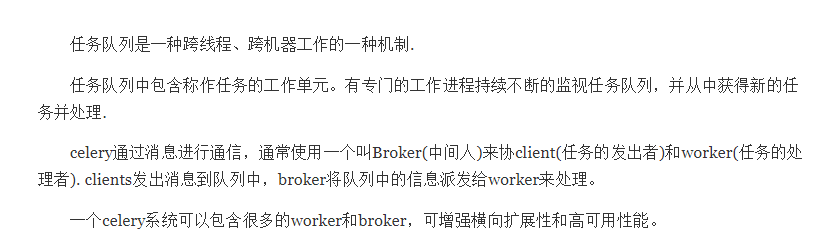 任务队列是一种跨线程、跨机器工作的一种机制.
任务队列中包含称作任务的工作单元。有专门的工作进程持续不断的监视任务队列，并从中获得新的任
务并处理.
celery通过消息进行通信，通常使用一个叫Broker(中间人)来协client(任务的发出者)和worker(任务的处
理者). clients发出消息到队列中，broker将队列中的信息派发给worker来处理。
一个celery系统可以包含很多的worker和broker，可增强横向扩展性和高可用性能。